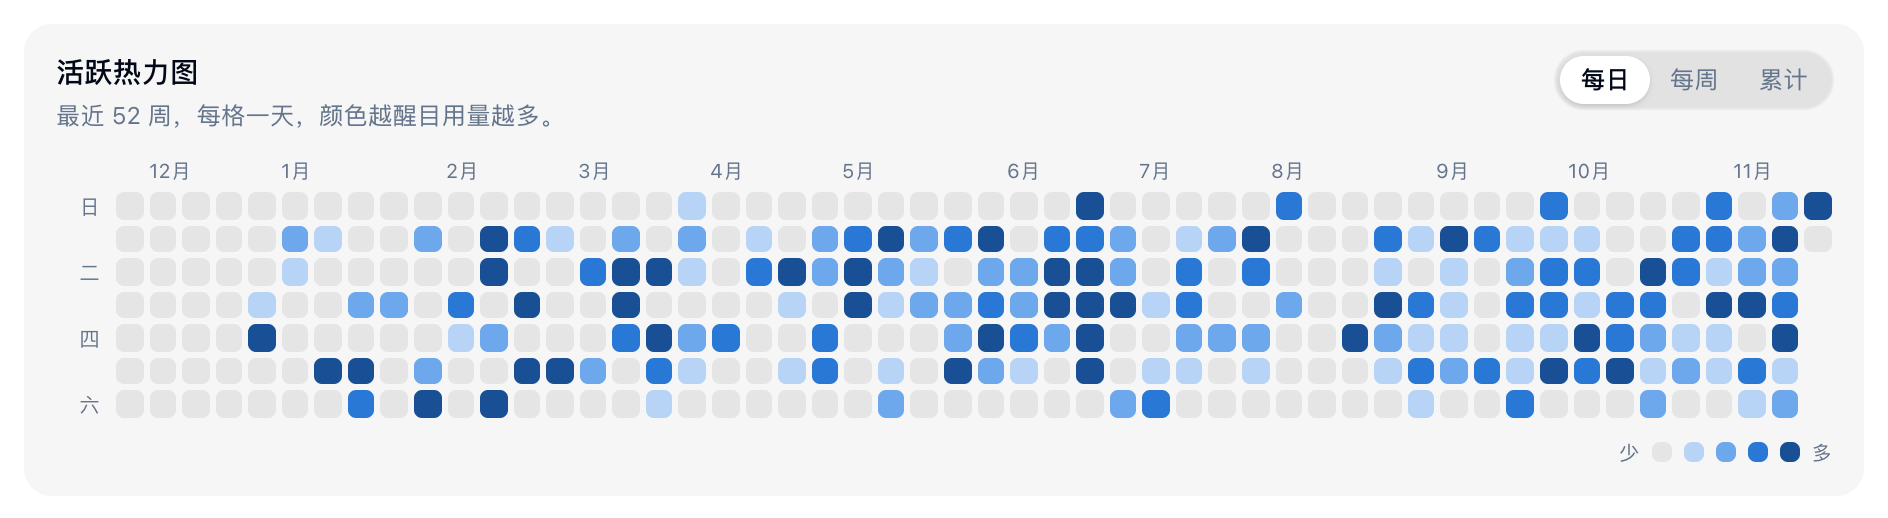 活跃热力图
最近 52 周，每格一天，颜色越醒目用量越多。
每日 每周 累计
12月 1月 2月 3月 4月 5月 6月 7月 8月 9月 10月 11月
日
二
四
六
少 多